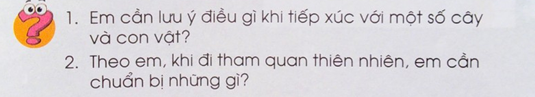 1. Em cần lưu ý điều gì khi tiếp xúc với một số cây
và con vật?
2. Theo em, khi đi tham quan thiên nhiên, em cần
chuẩn bị những gì?